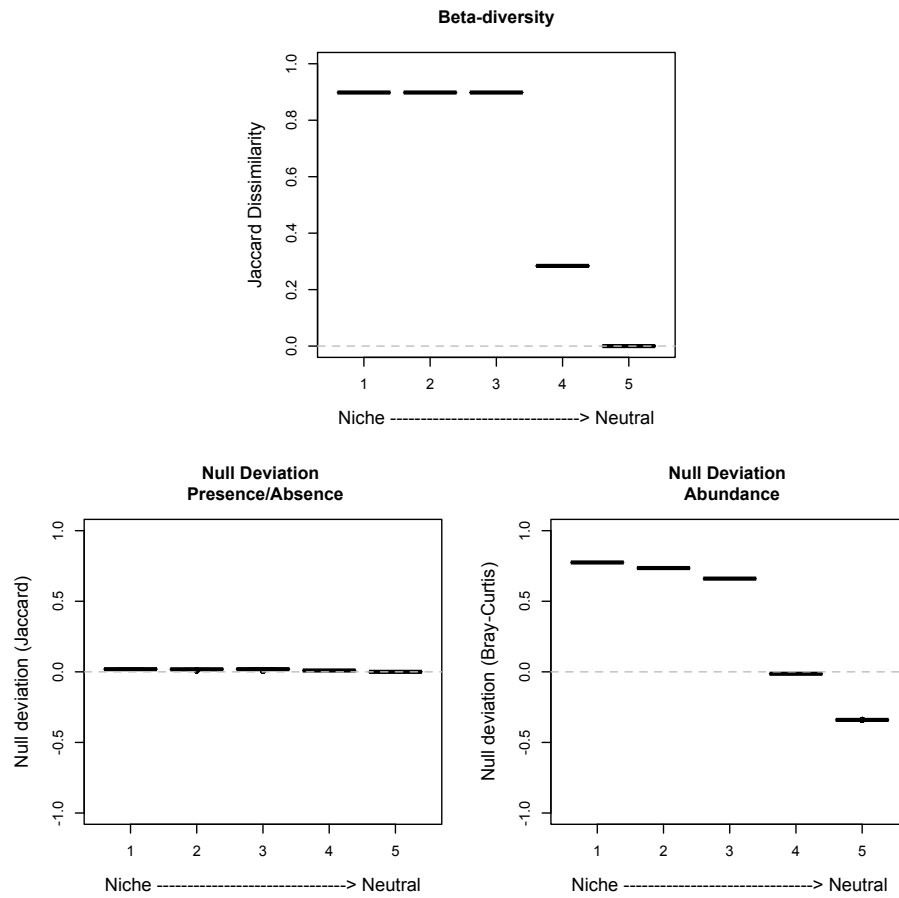 Beta-diversity
Jaccard Dissimilarity
1.0
0.8
0.6
0.4
0.2
0.0
1 2 3 4 5
Niche -------------------------------> Neutral
Null Deviation
Presence/Absence
Null deviation (Jaccard)
1.0
0.5
0.0
-0.5
-1.0
1 2 3 4 5
Niche -------------------------------> Neutral
Null Deviation
Abundance
Null deviation (Bray-Curtis)
1.0
0.5
0.0
-0.5
-1.0
1 2 3 4 5
Niche -------------------------------> Neutral